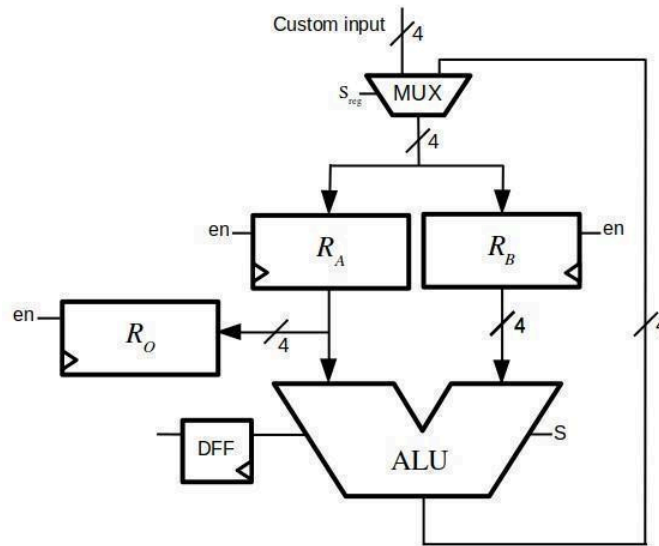 Custom input
4
S_reg
MUX
4
en
R_A
R_B
en
en
R_O
4
4
4
DFF
ALU
S